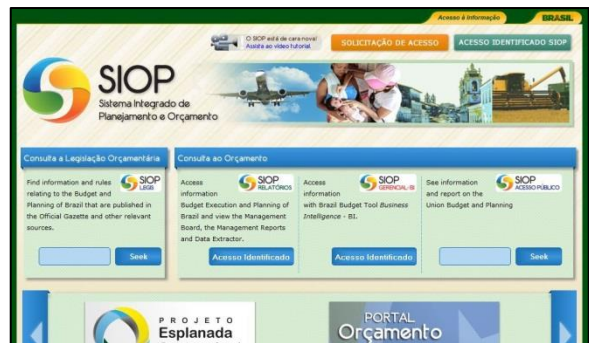 Acesso à Informação
BRASIL
O SIOP está de cara nova!
Assista ao vídeo tutorial.
SOLICITAÇÃO DE ACESSO
ACESSO IDENTIFICADO SIOP
SIOP
Sistema Integrado de
Planejamento e Orçamento
Consulta a Legislação Orçamentária
Find information and rules
relating to the Budget and
Planning of Brazil that are published in
the Official Gazette and other relevant
sources.
SIOP
LEGIS
Seek
Consulta ao Orçamento
Access
information
Budget Execution and Planning of
Brazil and view the Management
Board, the Management Reports
and Data Extractor.
SIOP
RELATÓRIOS
Acesso Identificado
Access
information
with Brazil Budget Tool Business
Intelligence - BI.
SIOP
GERENCIAL-BI
Acesso Identificado
See information
and report on the
Union Budget and Planning
SIOP
ACESSO PÚBLICO
Seek
PROJETO
Esplanada
PORTAL
Orçamento